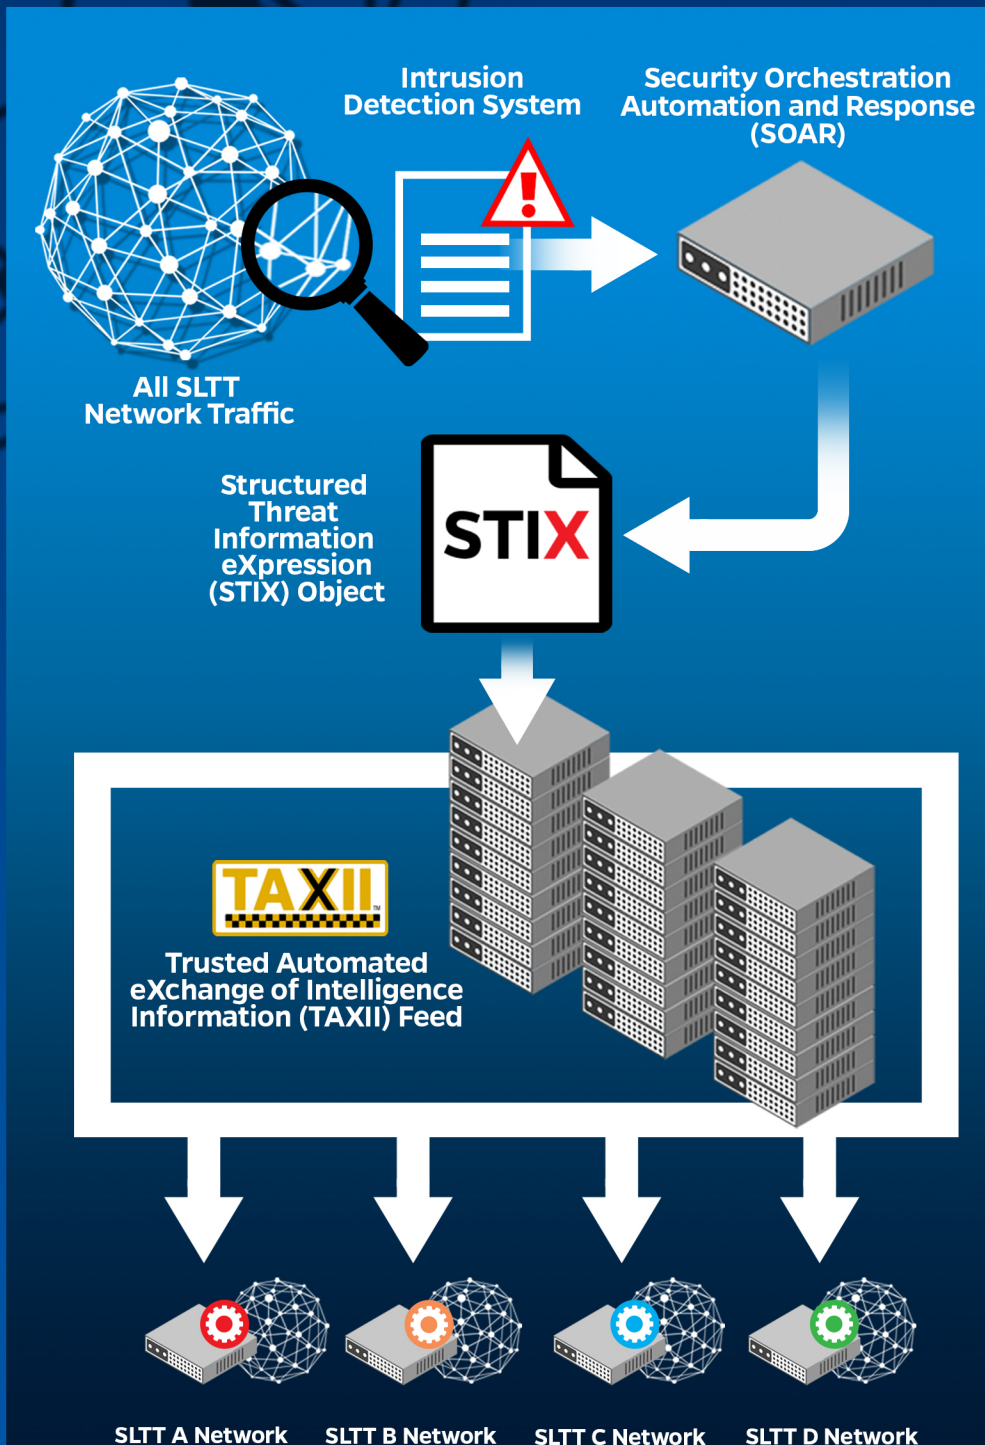 Intrusion
Detection System
Security Orchestration
Automation and Response
(SOAR)
All SLTT
Network Traffic
Structured
Threat
Information
eXpression
(STIX) Object
STIX
TAXII™
Trusted Automated
eXchange of Intelligence
Information (TAXII) Feed
SLTT A Network
SLTT B Network
SLTT C Network
SLTT D Network